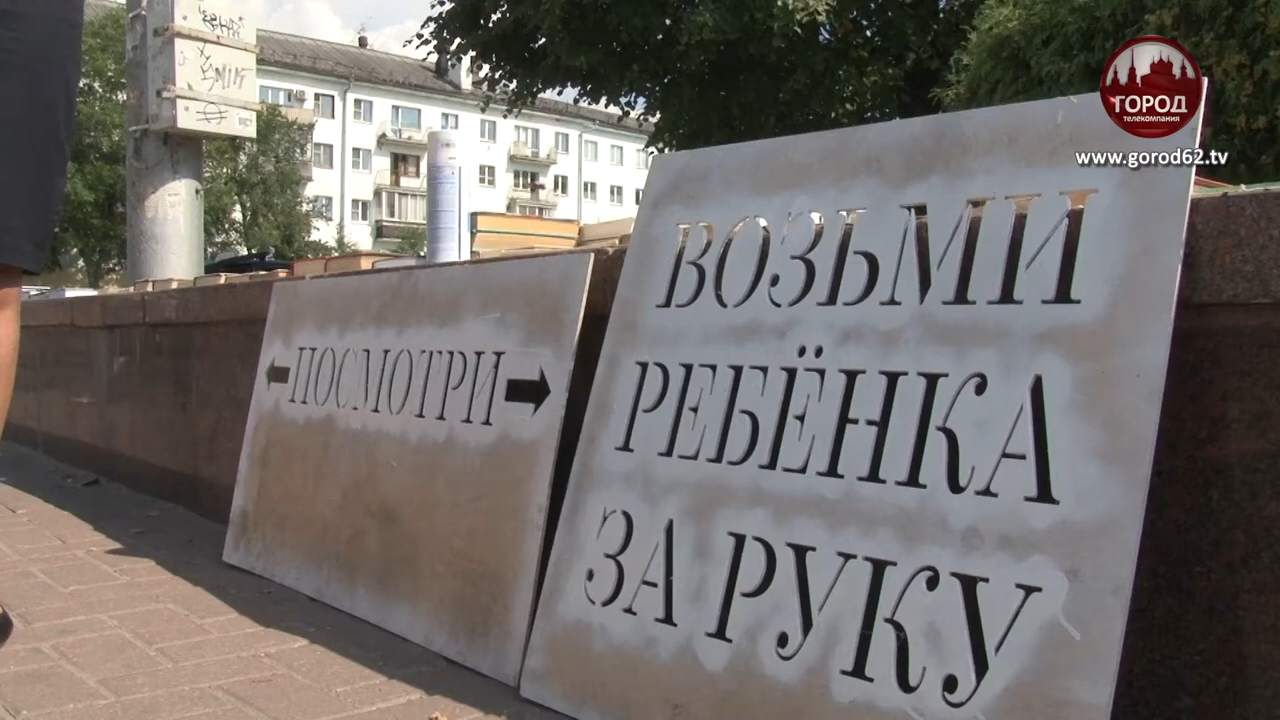 ГОРОД
телекомпания
www.gorod62.tv
ВОЗЬМИ
РЕБЁНКА
ЗА РУКУ
←ПОСМОТРИ→